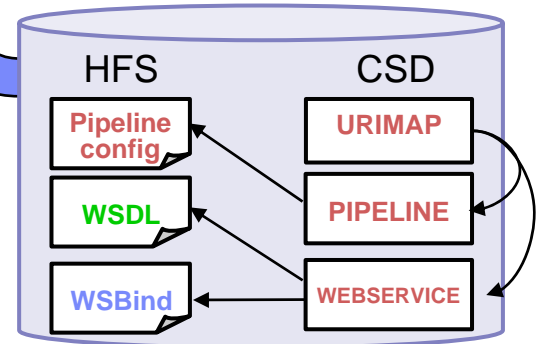 HFS
CSD
Pipeline
config
URIMAP
WSDL
PIPELINE
WSBind
WEBSERVICE